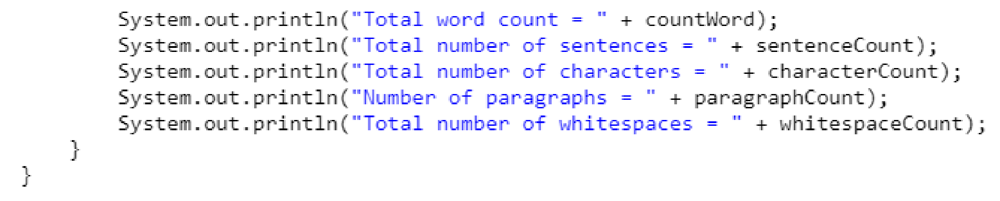 System.out.println("Total word count = " + countWord);
System.out.println("Total number of sentences = " + sentenceCount);
System.out.println("Total number of characters = " + characterCount);
System.out.println("Number of paragraphs = " + paragraphCount);
System.out.println("Total number of whitespaces = " + whitespaceCount);
}
}